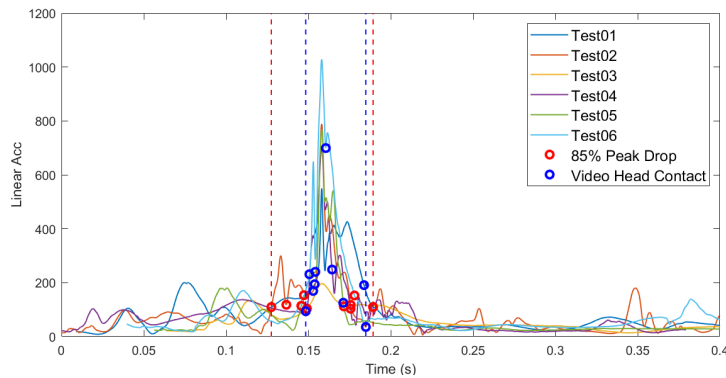 1200
1000
800
600
400
200
0
Linear Acc
0
0.05
0.1
0.15
0.2
0.25
0.3
0.35
0.4
Time (s)
Test01
Test02
Test03
Test04
Test05
Test06
85% Peak Drop
Video Head Contact